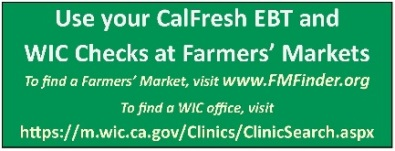 Use your CalFresh EBT and
WIC Checks at Farmers’ Markets
To find a Farmers’ Market, visit www.FMFinder.org
To find a WIC office, visit
https://m.wic.ca.gov/Clinics/ClinicSearch.aspx